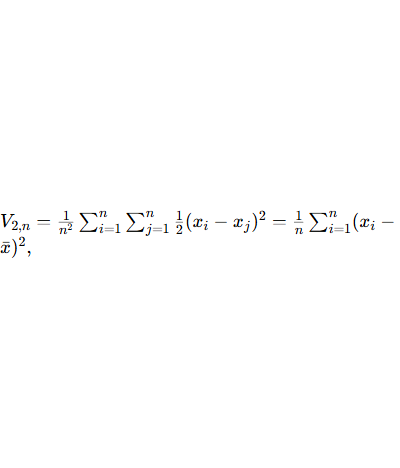 $V_{2,n} = \frac{1}{n^2} \sum_{i=1}^{n} \sum_{j=1}^{n} \frac{1}{2}(x_i - x_j)^2 = \frac{1}{n} \sum_{i=1}^{n} (x_i -$
$\bar{x})^2,$